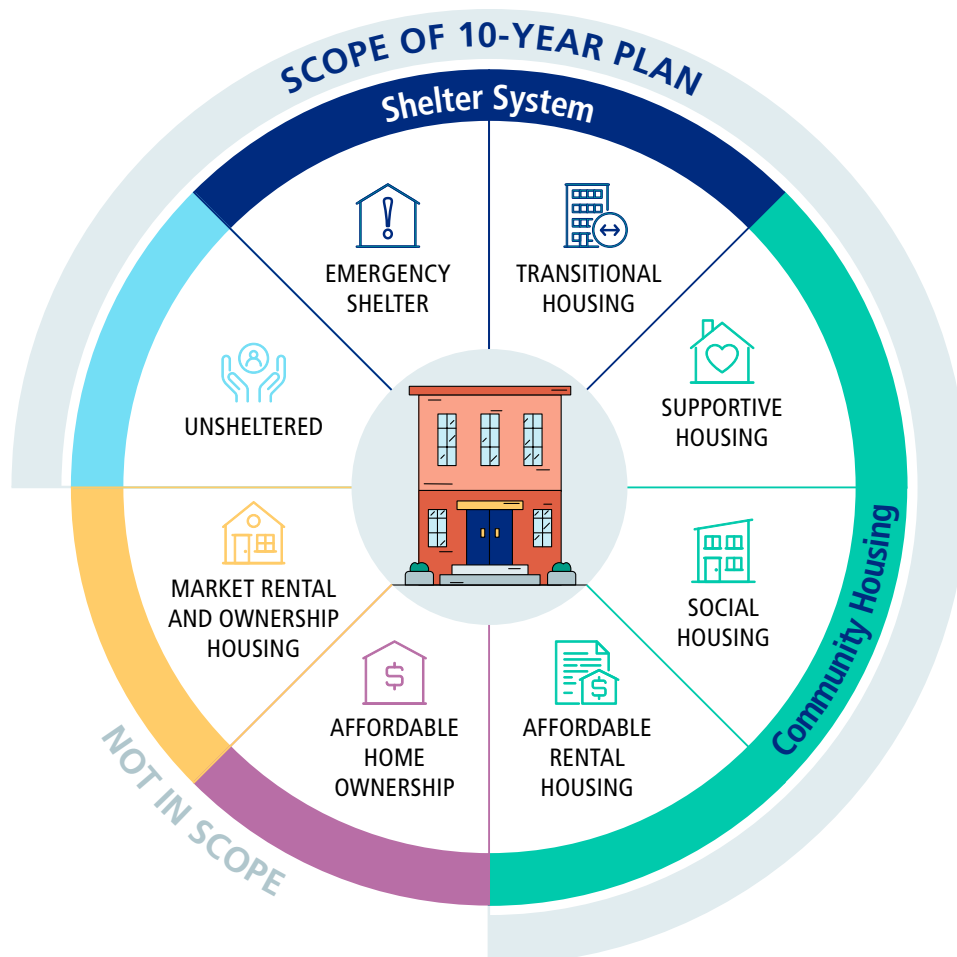 SCOPE OF 10-YEAR PLAN
Shelter System
EMERGENCY
SHELTER
TRANSITIONAL
HOUSING
SUPPORTIVE
HOUSING
SOCIAL
HOUSING
Community Housing
AFFORDABLE
RENTAL
HOUSING
AFFORDABLE
HOME
OWNERSHIP
MARKET RENTAL
AND OWNERSHIP
HOUSING
UNSHELTERED
NOT IN SCOPE